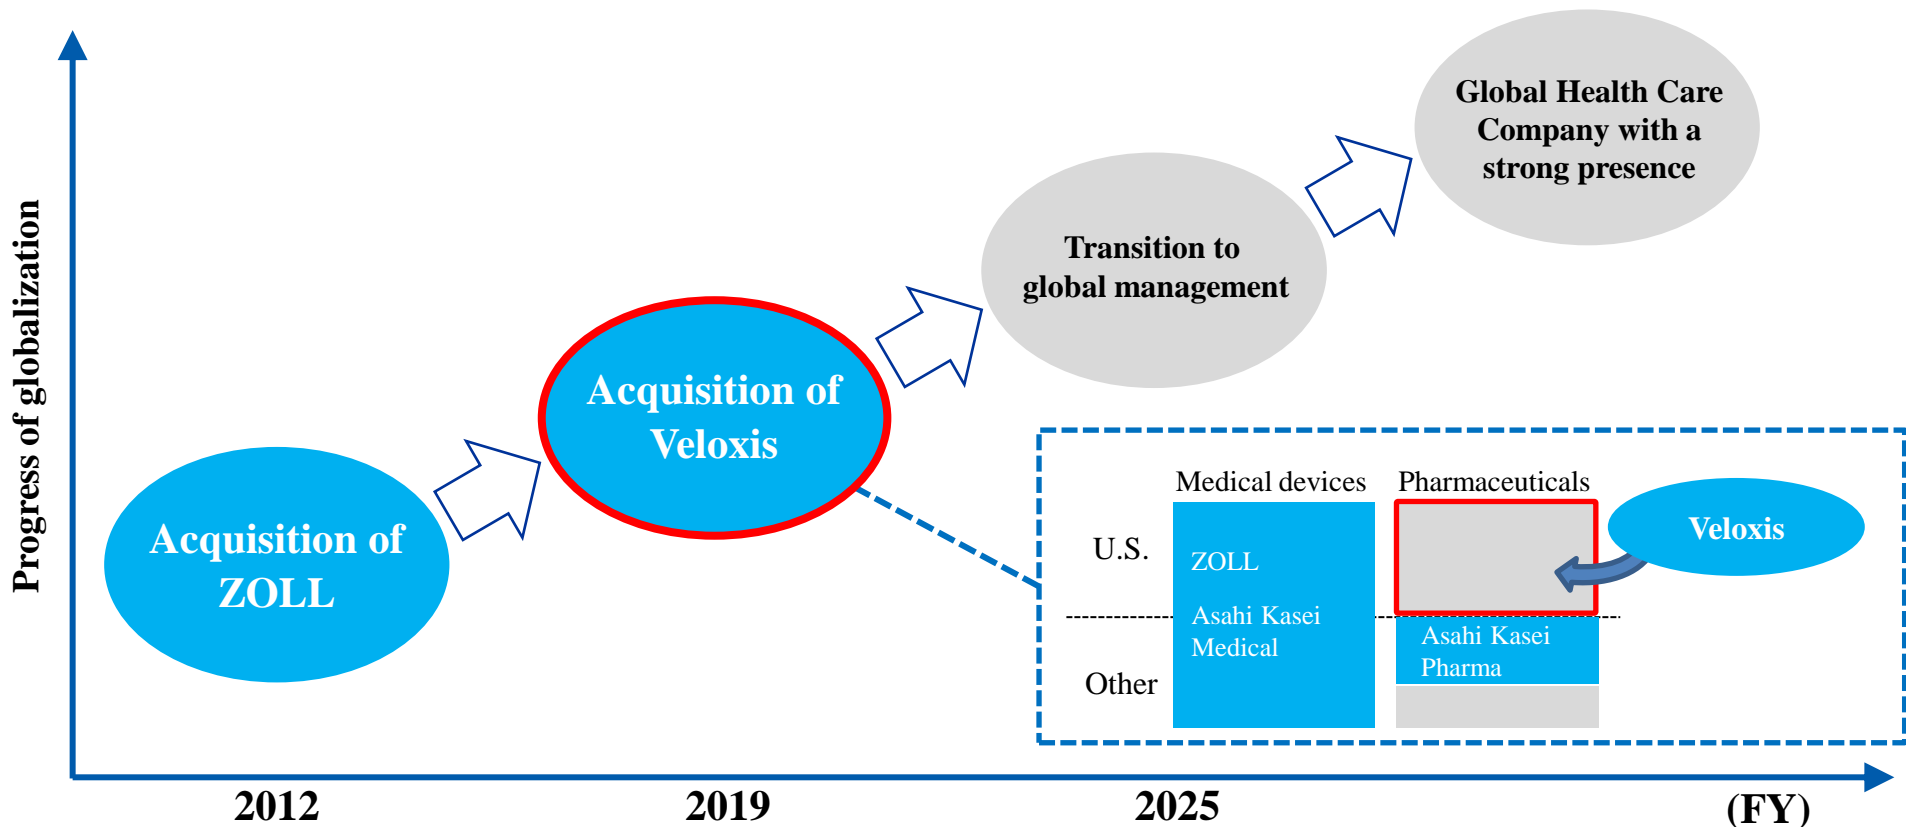 Progress of globalization
Global Health Care
Company with a
strong presence
Transition to
global management
Acquisition of
Veloxis
Acquisition of
ZOLL
Medical devices
Pharmaceuticals
U.S.
ZOLL
Veloxis
Asahi Kasei
Medical
Asahi Kasei
Pharma
Other
2012
2019
2025
(FY)